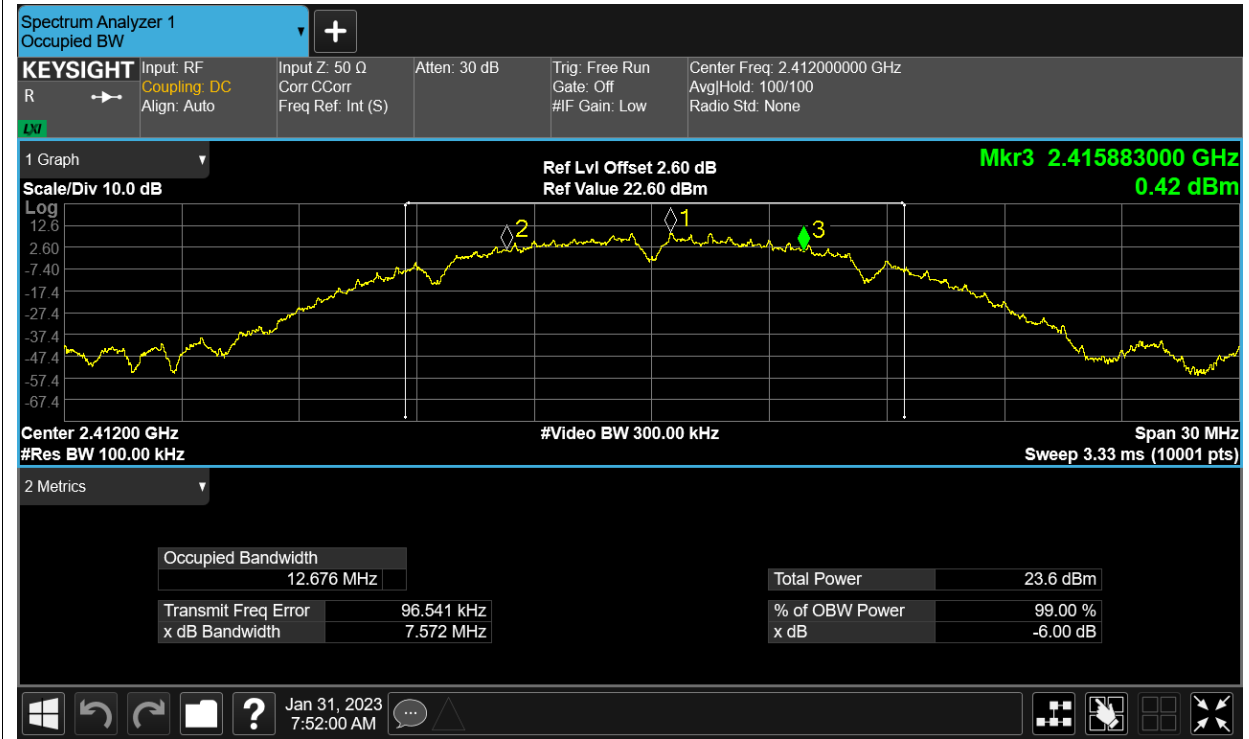 Spectrum Analyzer 1
Occupied BW
+
KEYSIGHT
R
LXI
Input: RF
Coupling: DC
Align: Auto
Input Z: 50 Ω
Corr CCorr
Freq Ref: Int (S)
Atten: 30 dB
Trig: Free Run
Gate: Off
#IF Gain: Low
Center Freq: 2.412000000 GHz
Avg|Hold: 100/100
Radio Std: None
1 Graph
Scale/Div 10.0 dB
Ref Lvl Offset 2.60 dB
Ref Value 22.60 dBm
Mkr3 2.415883000 GHz
0.42 dBm
Log
12.6
2.60
-7.40
-17.4
-27.4
-37.4
-47.4
-57.4
-67.4
2
1
3
Center 2.41200 GHz
#Res BW 100.00 kHz
#Video BW 300.00 kHz
Span 30 MHz
Sweep 3.33 ms (10001 pts)
2 Metrics
Occupied Bandwidth
12.676 MHz
Transmit Freq Error 96.541 kHz
x dB Bandwidth 7.572 MHz
Total Power 23.6 dBm
% of OBW Power 99.00 %
x dB -6.00 dB
?
Jan 31, 2023
7:52:00 AM